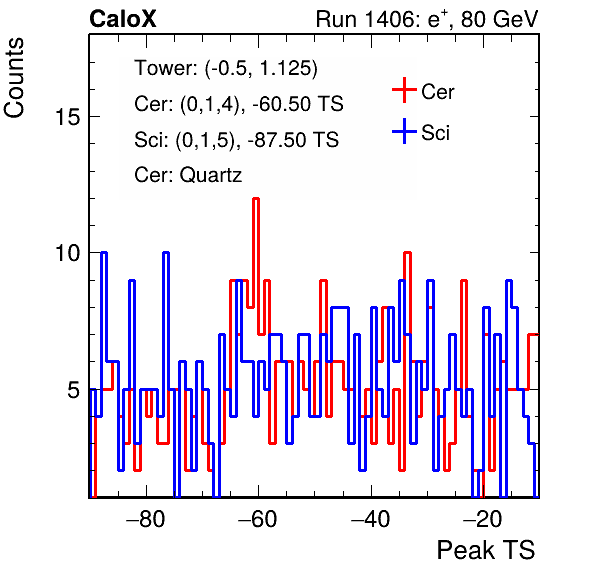 CaloX Run 1406: e⁺, 80 GeV
Counts
Tower: (-0.5, 1.125)
Cer: (0,1,4), -60.50 TS
Sci: (0,1,5), -87.50 TS
Cer: Quartz
Cer
Sci
15
10
5
−80 −60 −40 −20
Peak TS